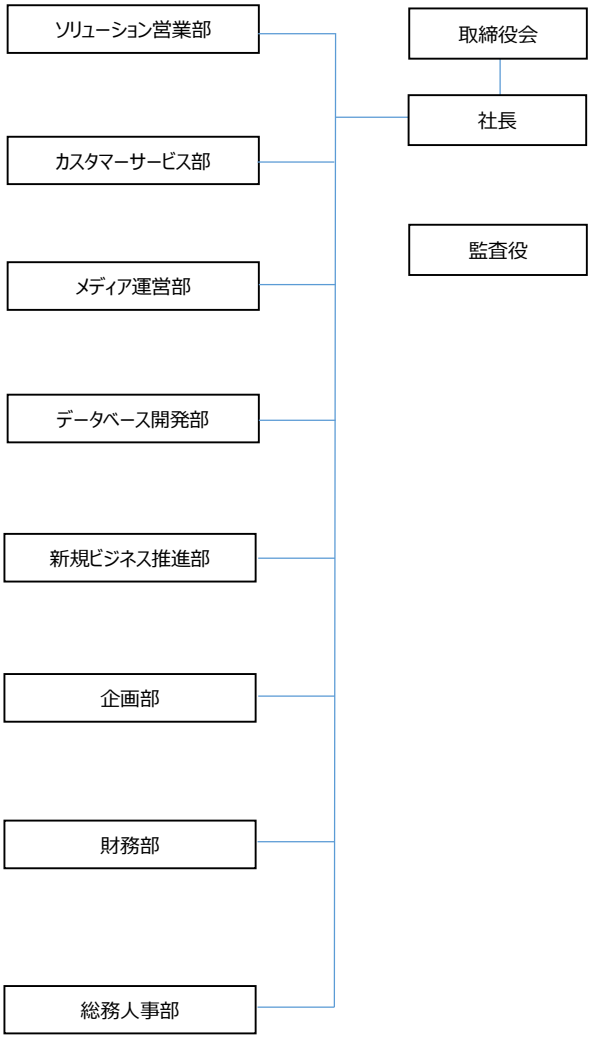 ソリューション営業部
取締役会
社長
カスタマーサービス部
監査役
メディア運営部
データベース開発部
新規ビジネス推進部
企画部
財務部
総務人事部